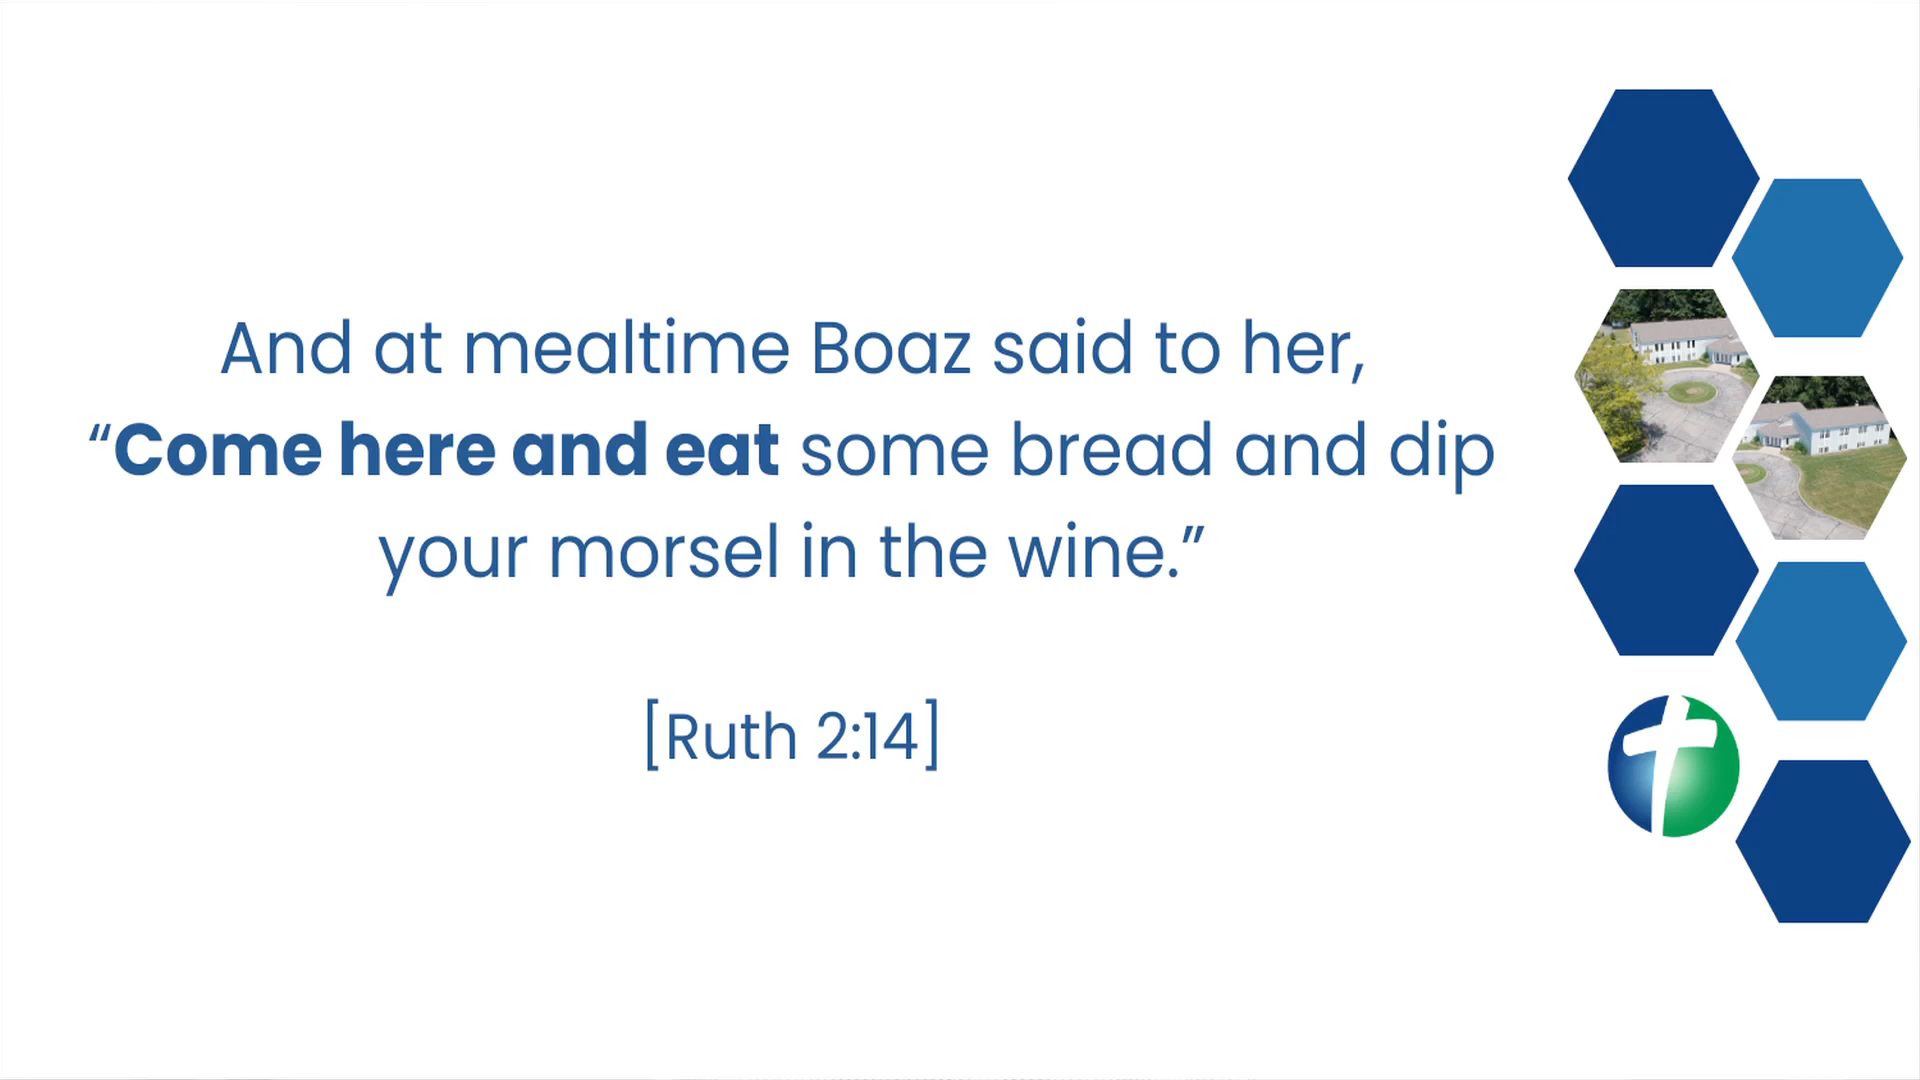 And at mealtime Boaz said to her,
“Come here and eat some bread and dip
your morsel in the wine.”
[Ruth 2:14]